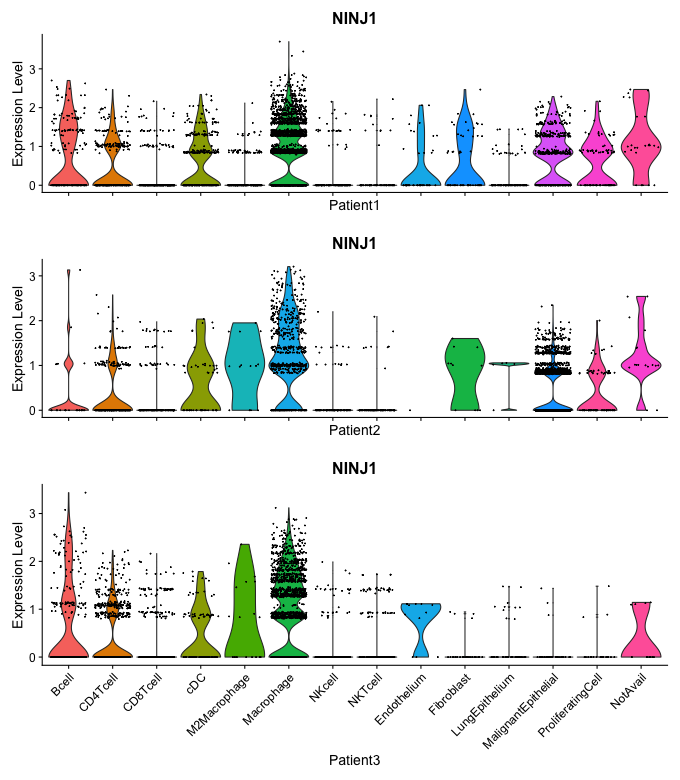 NINJ1
Expression Level
3
2
1
0
Patient1
NINJ1
Expression Level
3
2
1
0
Patient2
NINJ1
Expression Level
3
2
1
0
Bcell
CD4Tcell
CD8Tcell
cDC
M2Macrophage
Macrophage
NKcell
NKTcell
Endothelium
Fibroblast
LungEpithelium
MalignantEpithelial
ProliferatingCell
NotAvail
Patient3